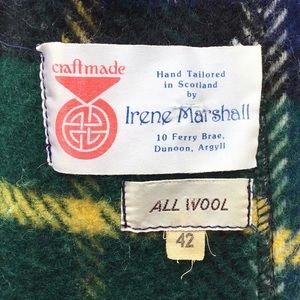 craftmade
Hand Tailored
in Scotland
by
Irene Marshall
10 Ferry Brae,
Dunoon, Argyll
ALL WOOL
42